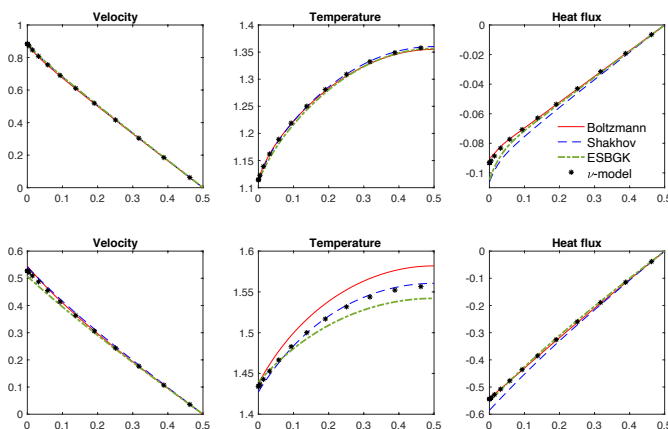 Velocity
Temperature
Heat flux
1
0.8
0.6
0.4
0.2
0
0 0.1 0.2 0.3 0.4 0.5
1.4
1.35
1.3
1.25
1.2
1.15
1.1
0 0.1 0.2 0.3 0.4 0.5
0
-0.02
-0.04
-0.06
-0.08
-0.1
0 0.1 0.2 0.3 0.4 0.5
Boltzmann
Shakhov
ESBGK
ν-model
Velocity
Temperature
Heat flux
0.6
0.5
0.4
0.3
0.2
0.1
0
0 0.1 0.2 0.3 0.4 0.5
1.6
1.55
1.5
1.45
1.4
0 0.1 0.2 0.3 0.4 0.5
0
-0.1
-0.2
-0.3
-0.4
-0.5
-0.6
0 0.1 0.2 0.3 0.4 0.5